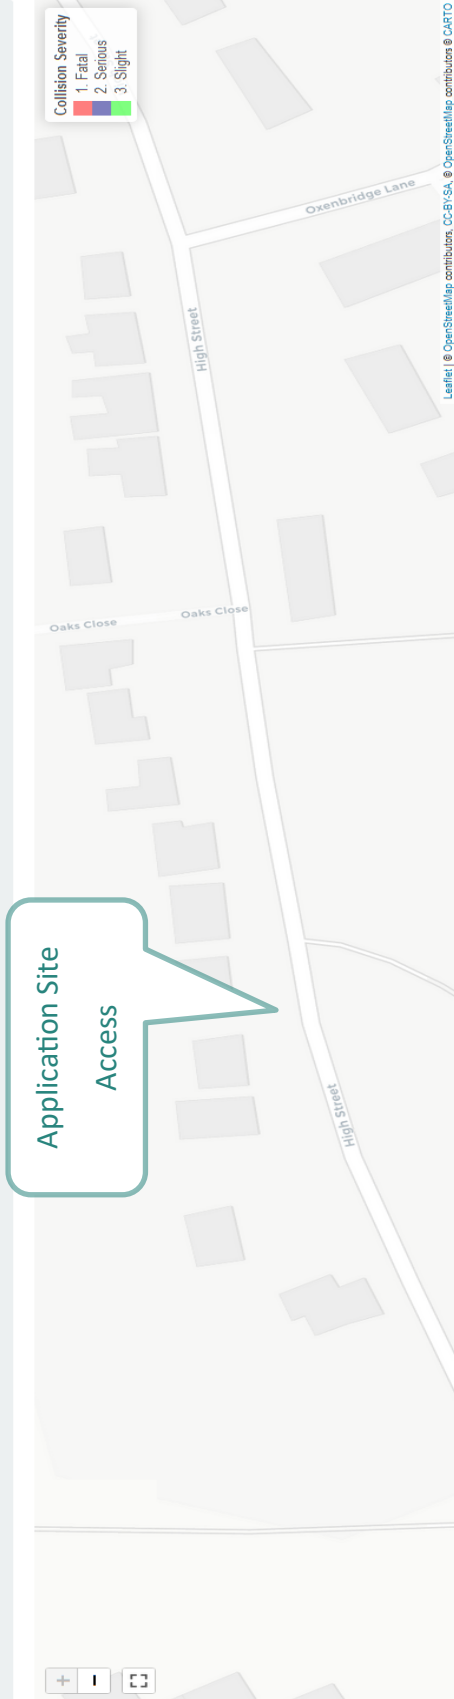 Collision Severity
1. Fatal
2. Serious
3. Slight
Oxenbridge Lane
High Street
Oaks Close
Oaks Close
Application Site
Access
High Street
+
−
Leaflet | © OpenStreetMap contributors, CC-BY-SA, © OpenStreetMap contributors © CARTO